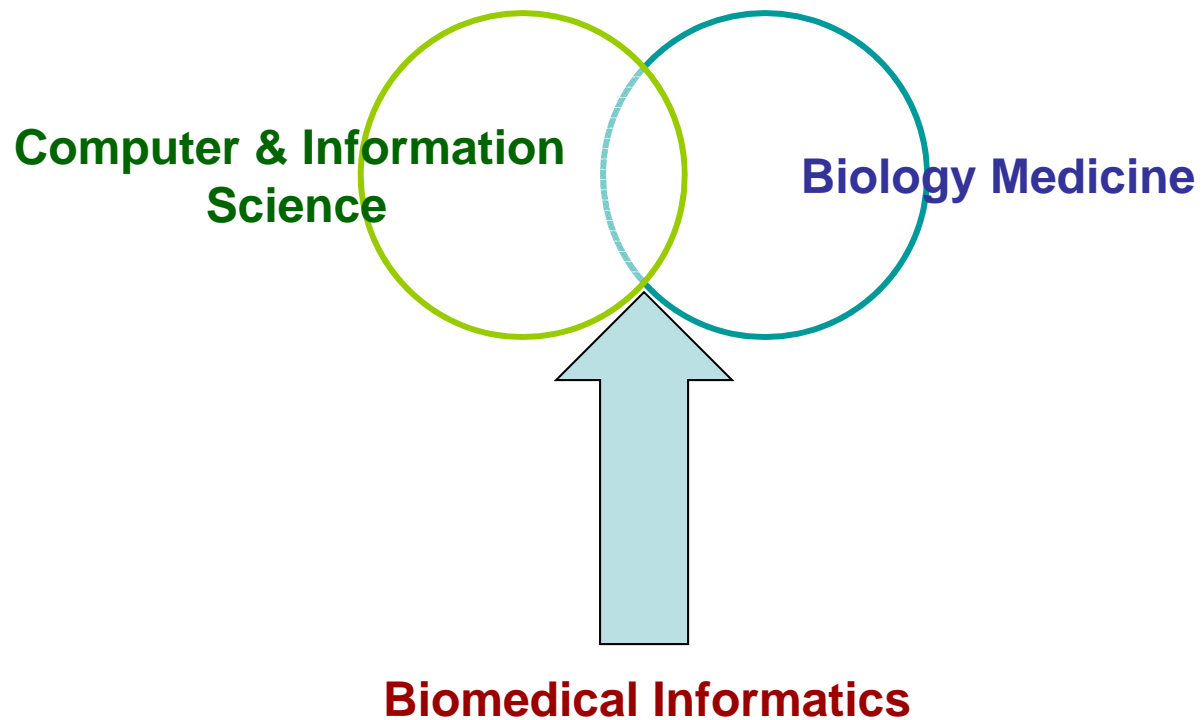 Computer & Information
Science
Biology Medicine
Biomedical Informatics